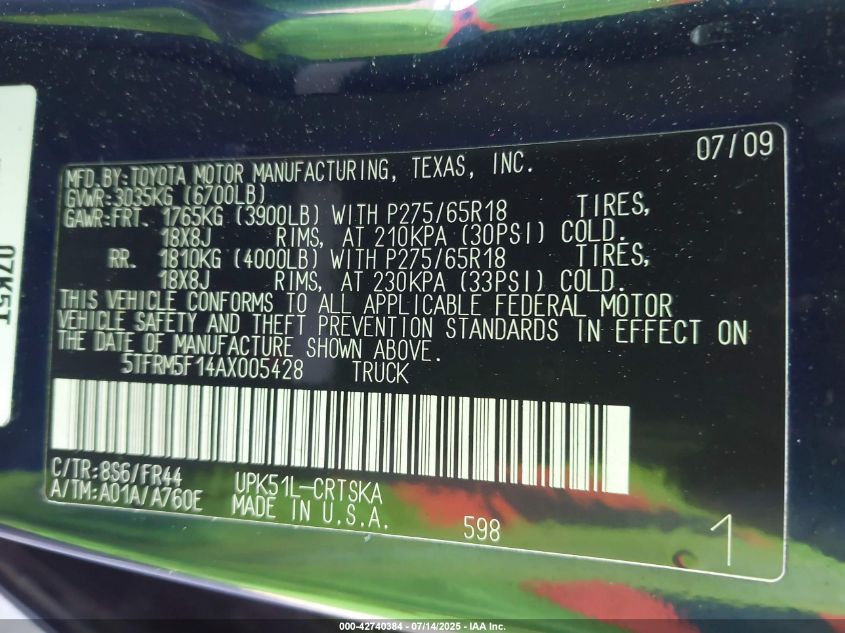 07/09
MFD.BY:TOYOTA MOTOR MANUFACTURING, TEXAS, INC.
GVWR:3035KG (6700LB)
GAWR:FRT. 1765KG (3900LB) WITH P275/65R18 TIRES,
18X8J RIMS, AT 210KPA (30PSI) COLD.
RR. 1810KG (4000LB) WITH P275/65R18 TIRES,
18X8J RIMS, AT 230KPA (33PSI) COLD.
THIS VEHICLE CONFORMS TO ALL APPLICABLE FEDERAL MOTOR
VEHICLE SAFETY AND THEFT PREVENTION STANDARDS IN EFFECT ON
THE DATE OF MANUFACTURE SHOWN ABOVE.
5TFRM5F14AX005428 TRUCK
C/TR:8S6/FR44 UPK51L-CRTSKA
A/TM:A01A/A760E MADE IN U.S.A. 598 1
07K5T
000-42740384 - 07/14/2025 - IAA Inc.